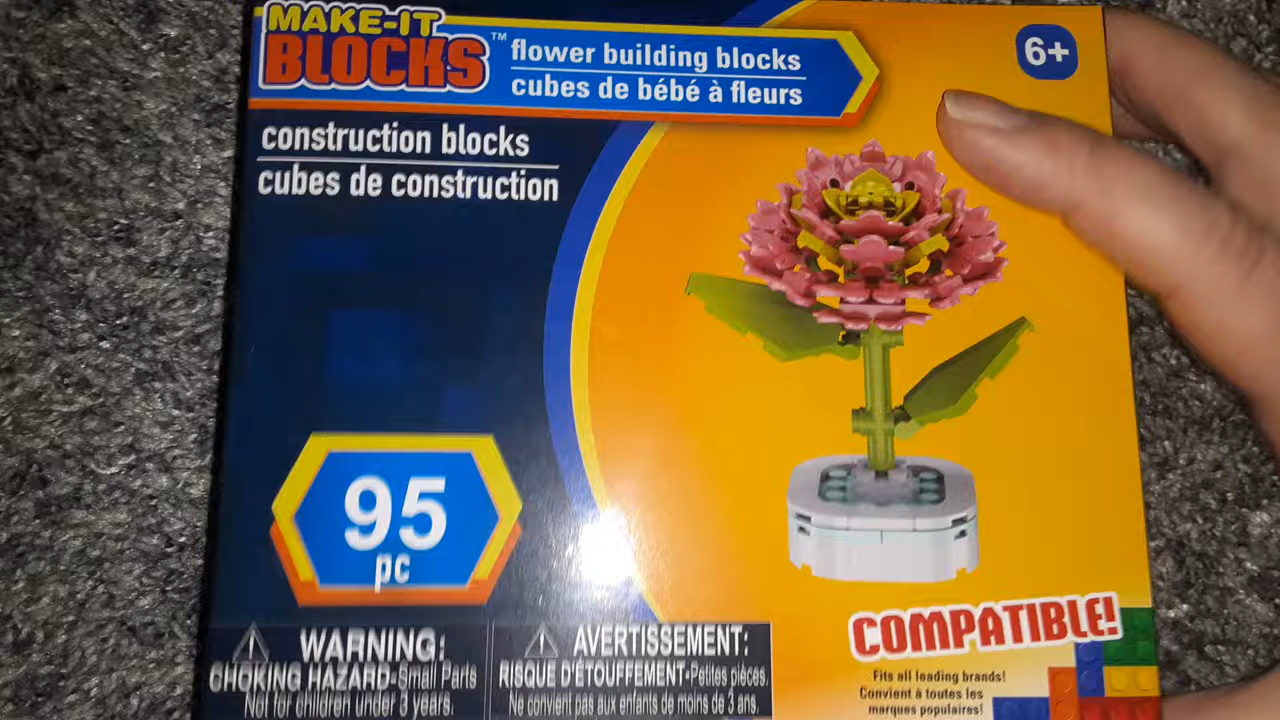 MAKE-IT
BLOCKS™
flower building blocks
cubes de bébé à fleurs
6+
construction blocks
cubes de construction
95
pc
WARNING:
CHOKING HAZARD-Small Parts
Not for children under 3 years.
AVERTISSEMENT:
RISQUE D'ÉTOUFFEMENT-Petites pièces.
Ne convient pas aux enfants de moins de 3 ans.
COMPATIBLE!
Fits all leading brands!
Convient à toutes les
marques populaires!